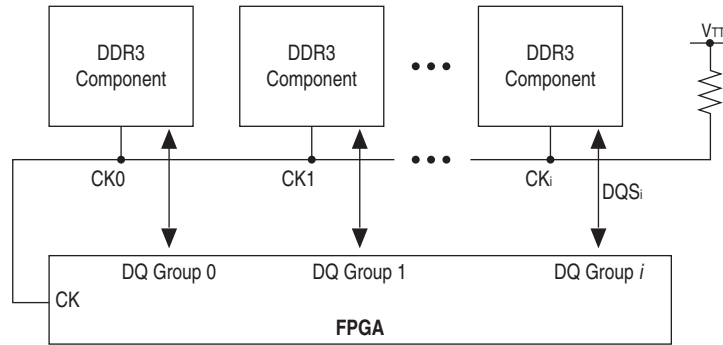 DDR3
Component
DDR3
Component
DDR3
Component
VTT
CK0
CK1
CKi
DQSi
DQ Group 0
DQ Group 1
DQ Group i
CK
FPGA